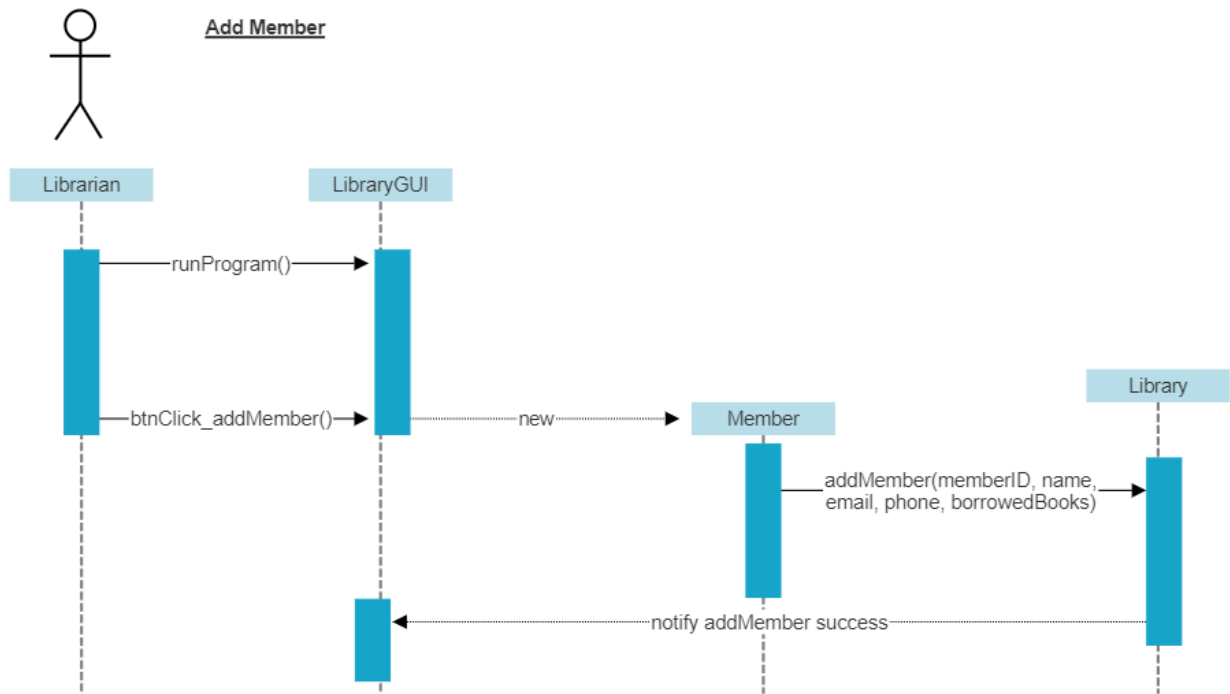 Add Member
Librarian
LibraryGUI
runProgram()
Library
btnClick_addMember()
new
Member
addMember(memberID, name,
email, phone, borrowedBooks)
notify addMember success